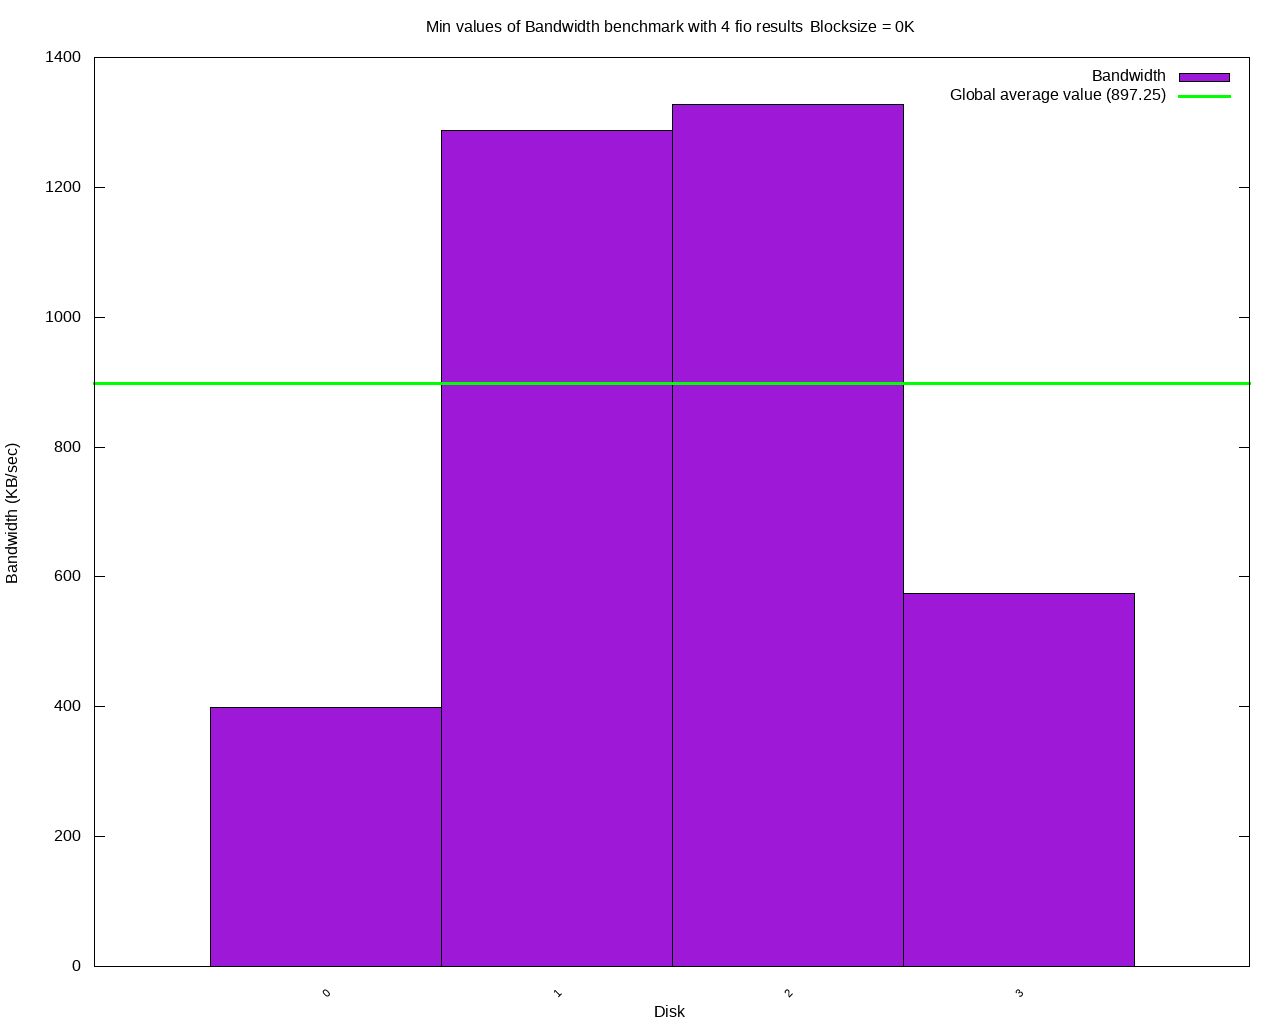 Min values of Bandwidth benchmark with 4 fio results Blocksize = 0K
Bandwidth
Global average value (897.25)
1400
1200
1000
800
600
400
200
0
Bandwidth (KB/sec)
0
1
2
3
Disk